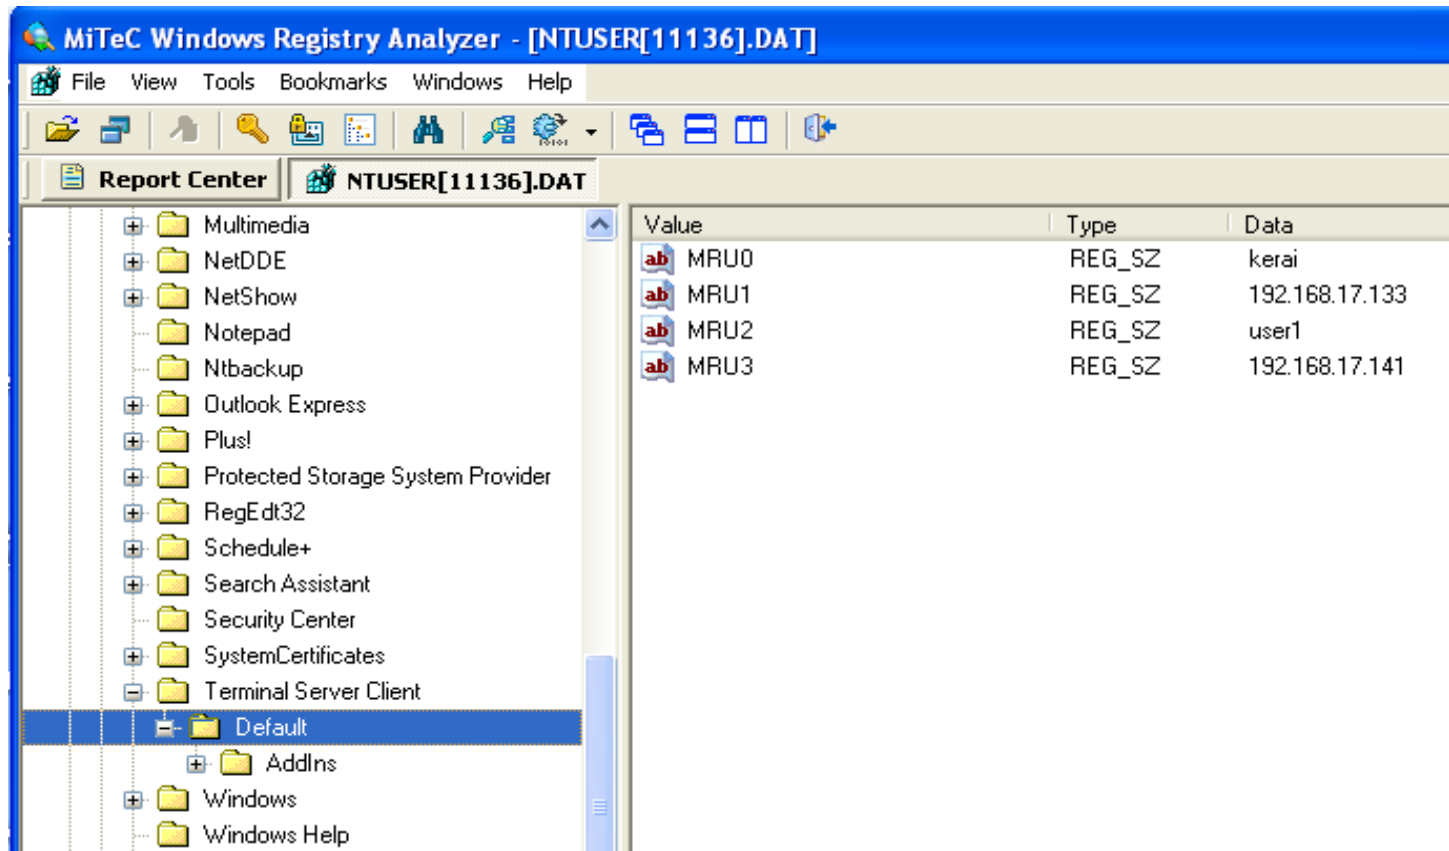 MiTeC Windows Registry Analyzer - [NTUSER[11136].DAT]
File View Tools Bookmarks Windows Help
Report Center NTUSER[11136].DAT
Multimedia
NetDDE
NetShow
Notepad
Ntbackup
Outlook Express
Plus!
Protected Storage System Provider
RegEdt32
Schedule+
Search Assistant
Security Center
SystemCertificates
Terminal Server Client
Default
AddIns
Windows
Windows Help
Value Type Data
MRU0 REG_SZ kerai
MRU1 REG_SZ 192.168.17.133
MRU2 REG_SZ user1
MRU3 REG_SZ 192.168.17.141